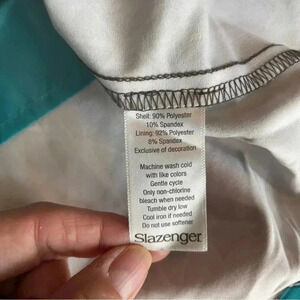 Shell: 90% Polyester
10% Spandex
Lining: 92% Polyester
8% Spandex
Exclusive of decoration
Machine wash cold
with like colors
Gentle cycle
Only non-chlorine
bleach when needed
Tumble dry low
Cool iron if needed
Do not use softener
Slazenger